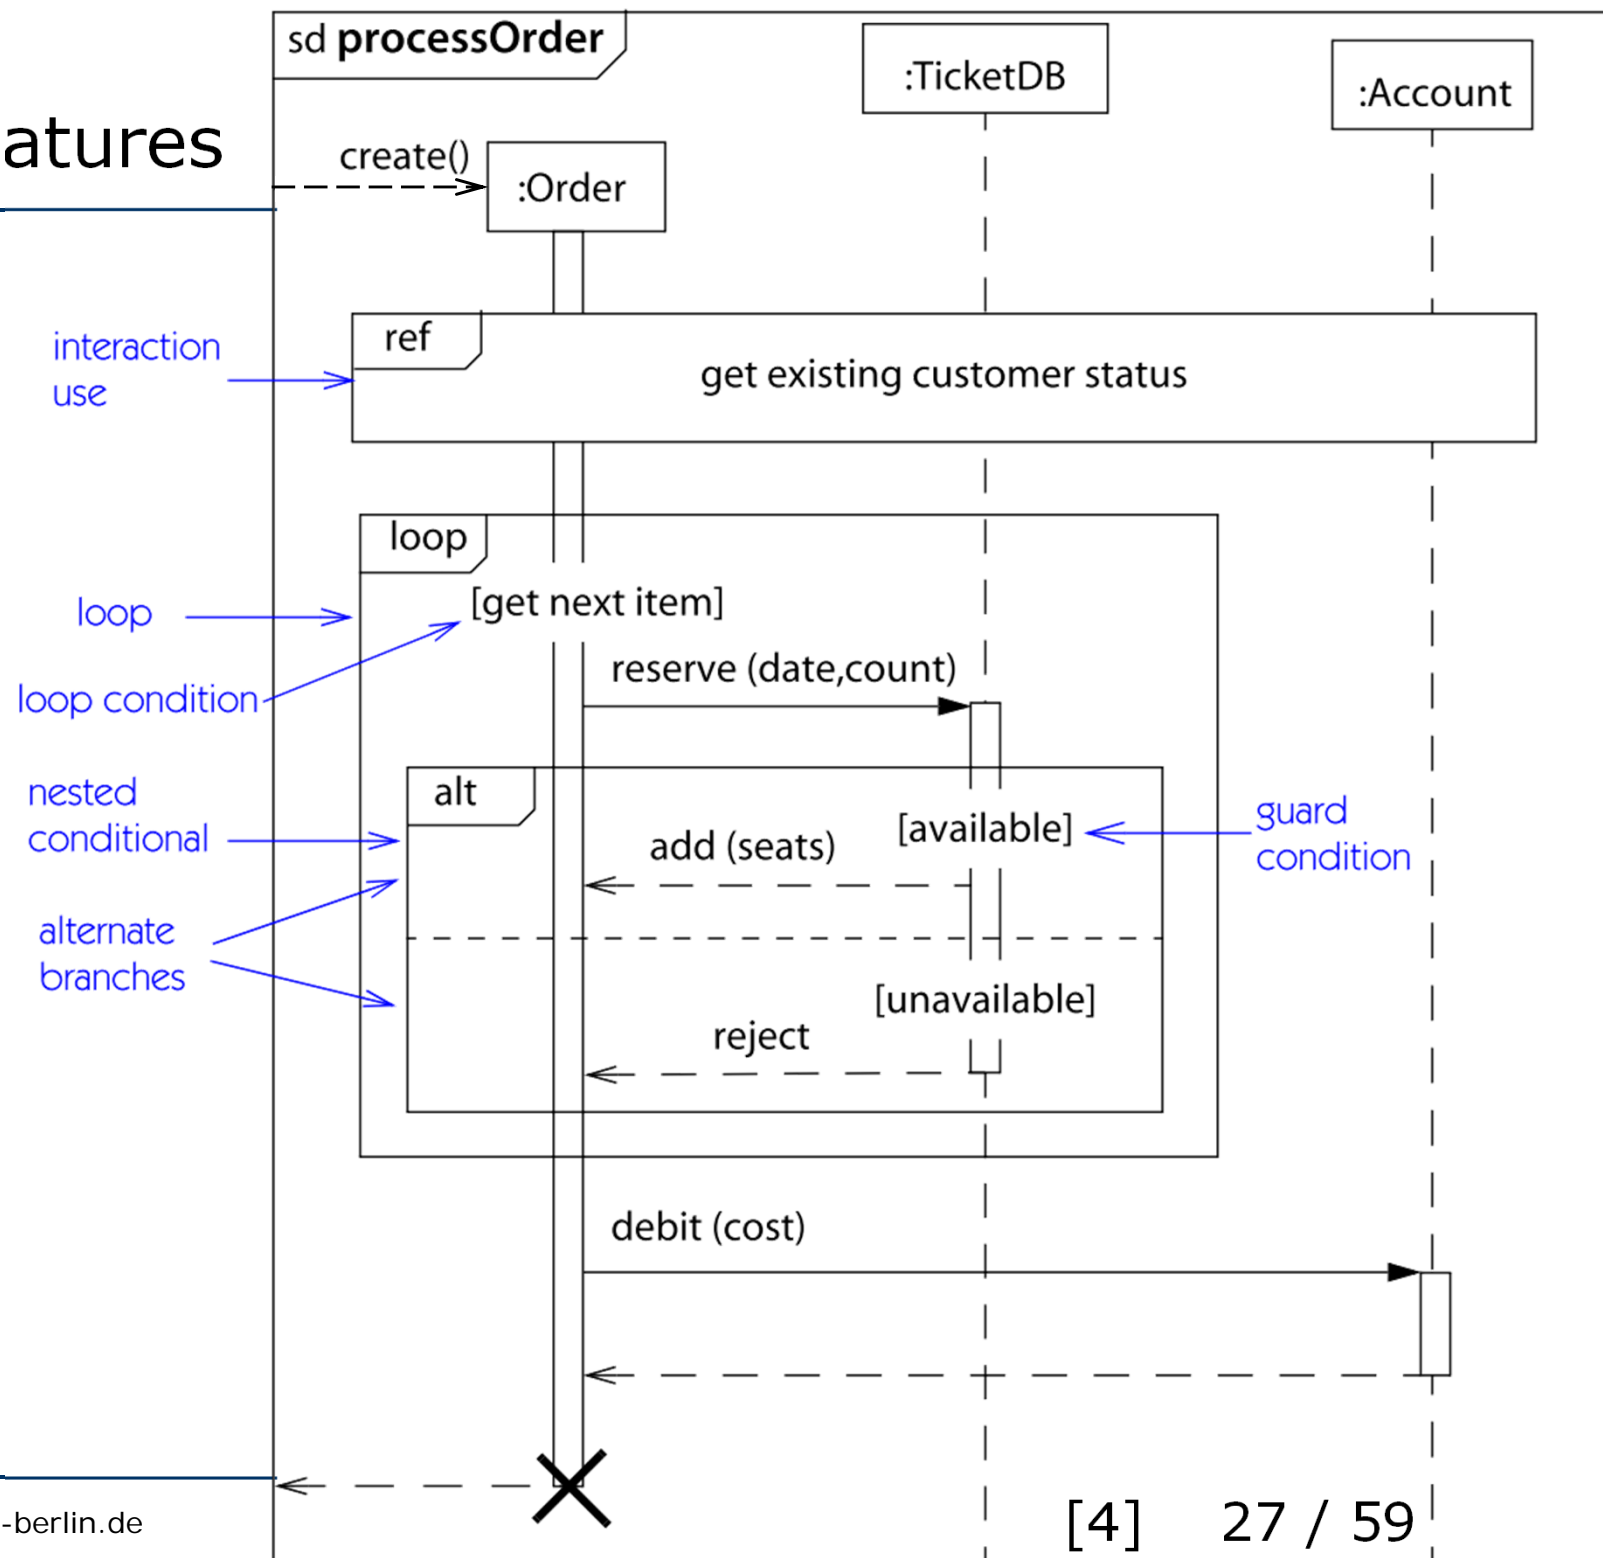 sd processOrder
:TicketDB
:Account
atures
create()
:Order
ref
get existing customer status
interaction
use
loop
[get next item]
loop
reserve (date,count)
loop condition
alt
nested
conditional
[available]
guard
condition
add (seats)
alternate
branches
[unavailable]
reject
debit (cost)
-berlin.de
[4] 27 / 59